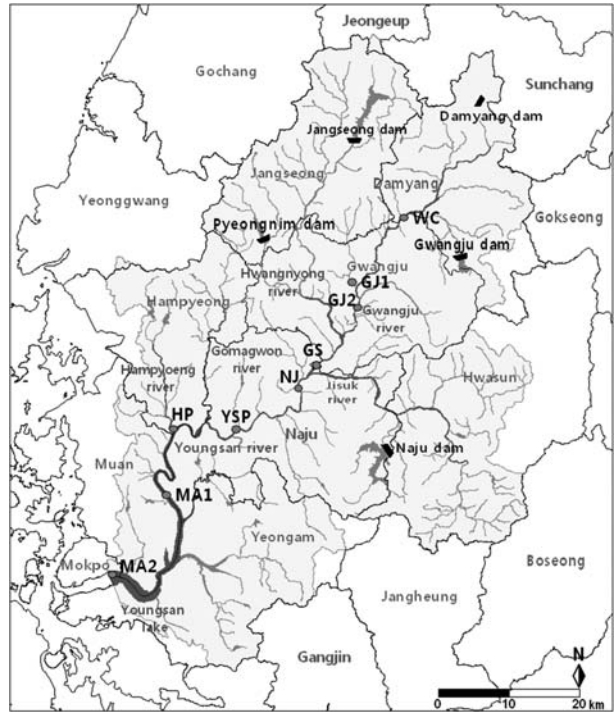 Jeongeup
Gochang
Sunchang
Damyang dam
Jangseong dam
Jangseong
Damyang
Yeonggwang
WC
Gokseong
Pyeongnim dam
Gwangju dam
Hwangnyong
river
Gwangju
GJ1
Hampyeong
GJ2
Gwangju
river
Gomagwon
river
GS
Hampyoeng
river
NJ
Jisuk
river
Hwasun
HP
YSP
Naju
Youngsan river
Naju dam
Muan
MA1
Yeongam
Mokpo
MA2
Boseong
Youngsan
lake
Jangheung
Gangjin
N
0 10 20 km